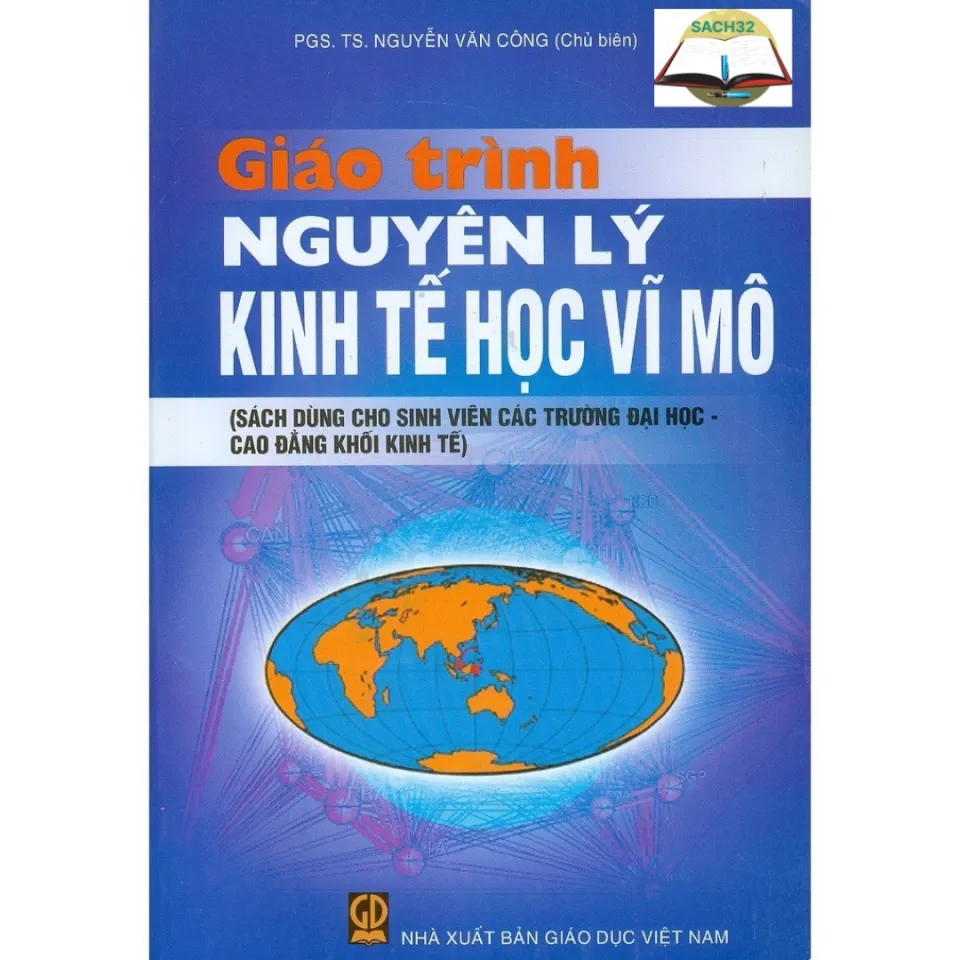 PGS. TS. NGUYỄN VĂN CÔNG (Chủ biên)
SACH32
Giáo trình
NGUYÊN LÝ
KINH TẾ HỌC VĨ MÔ
(SÁCH DÙNG CHO SINH VIÊN CÁC TRƯỜNG ĐẠI HỌC -
CAO ĐẲNG KHỐI KINH TẾ)
CAN
SGP
GD
NHÀ XUẤT BẢN GIÁO DỤC VIỆT NAM